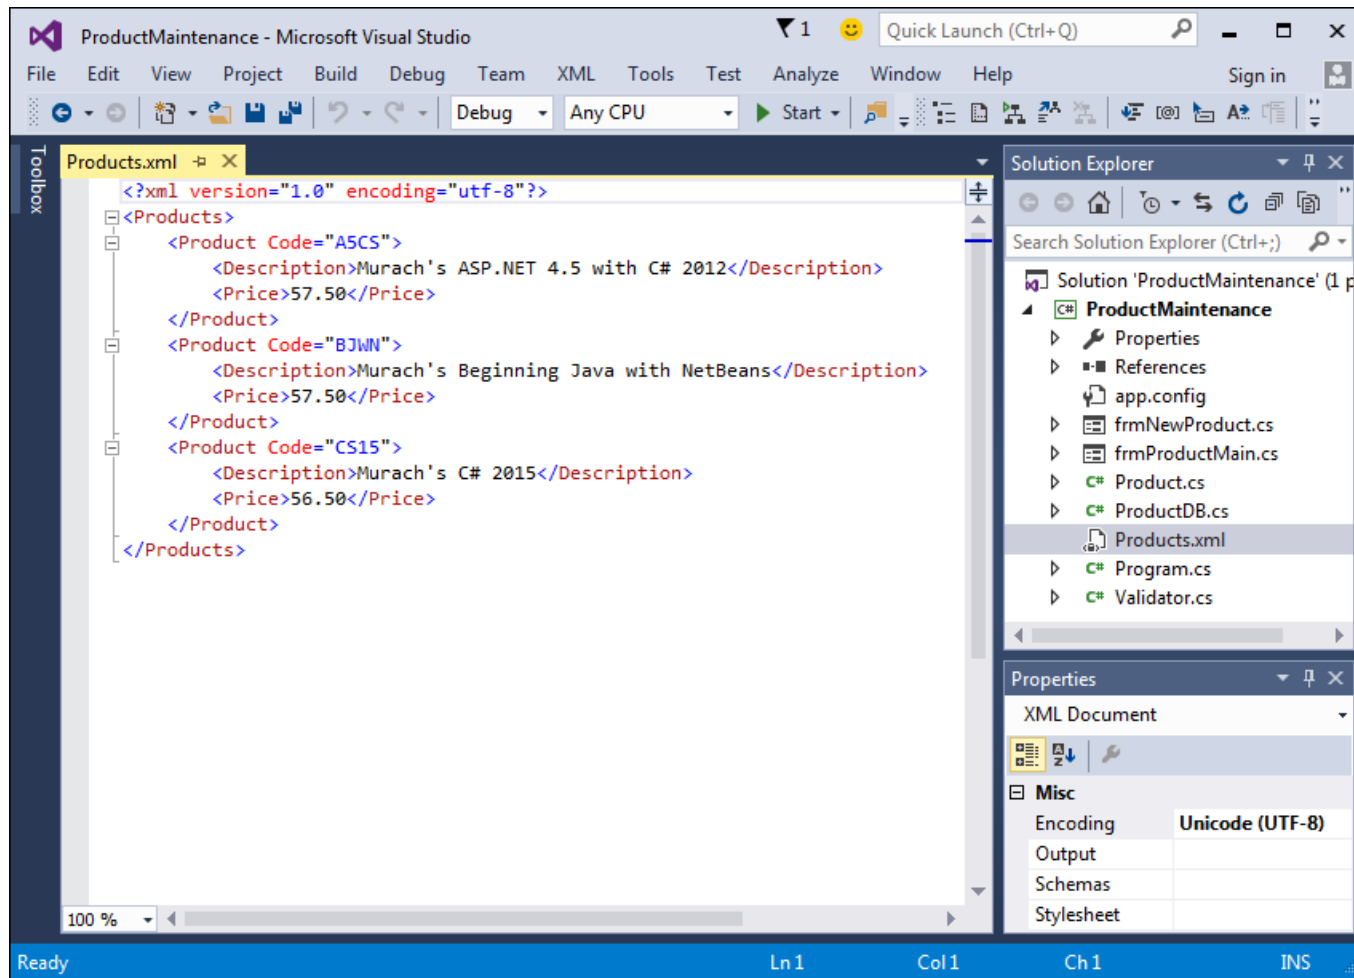 ProductMaintenance - Microsoft Visual Studio
1
Quick Launch (Ctrl+Q)
File Edit View Project Build Debug Team XML Tools Test Analyze Window Help Sign in
Debug Any CPU Start
Toolbox
Products.xml
<?xml version="1.0" encoding="utf-8"?>
<Products>
    <Product Code="A5CS">
        <Description>Murach's ASP.NET 4.5 with C# 2012</Description>
        <Price>57.50</Price>
    </Product>
    <Product Code="BJWN">
        <Description>Murach's Beginning Java with NetBeans</Description>
        <Price>57.50</Price>
    </Product>
    <Product Code="CS15">
        <Description>Murach's C# 2015</Description>
        <Price>56.50</Price>
    </Product>
</Products>
100 %
Solution Explorer
Search Solution Explorer (Ctrl+;)
Solution 'ProductMaintenance' (1 p
C# ProductMaintenance
Properties
References
app.config
frmNewProduct.cs
frmProductMain.cs
C# Product.cs
C# ProductDB.cs
Products.xml
C# Program.cs
C# Validator.cs
Properties
XML Document
Misc
Encoding Unicode (UTF-8)
Output
Schemas
Stylesheet
Ready Ln 1 Col 1 Ch 1 INS